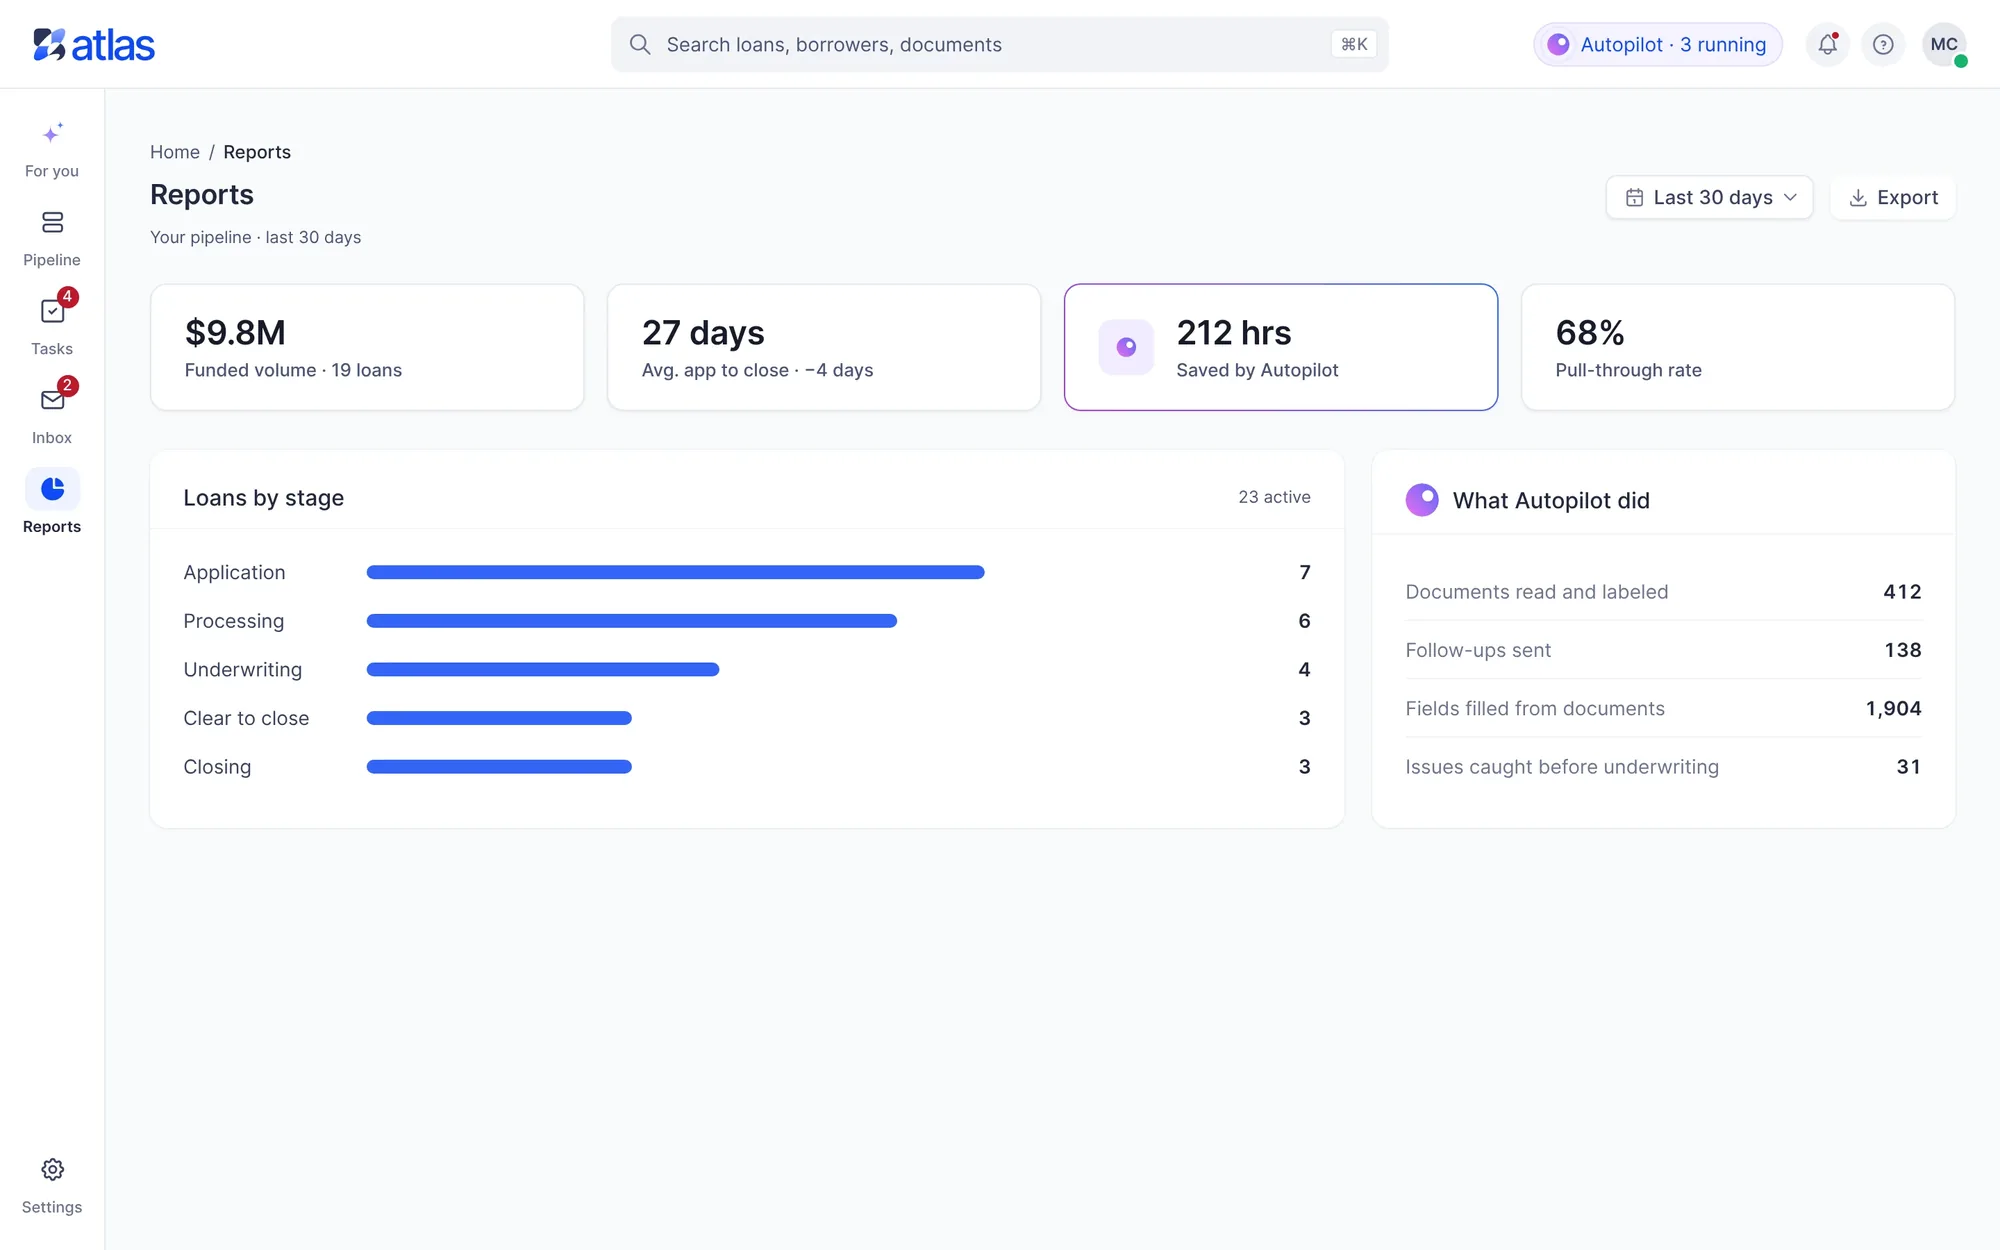 atlas
Search loans, borrowers, documents
⌘K
Autopilot · 3 running
MC
For you
Pipeline
4
Tasks
2
Inbox
Reports
Settings
Home / Reports
Reports
Your pipeline · last 30 days
Last 30 days
Export
$9.8M
Funded volume · 19 loans
27 days
Avg. app to close · −4 days
212 hrs
Saved by Autopilot
68%
Pull-through rate
Loans by stage
23 active
Application 7
Processing 6
Underwriting 4
Clear to close 3
Closing 3
What Autopilot did
Documents read and labeled 412
Follow-ups sent 138
Fields filled from documents 1,904
Issues caught before underwriting 31